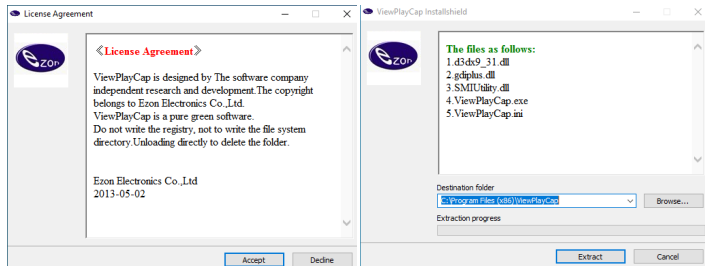 License Agreement
Ezon
《License Agreement》
ViewPlayCap is designed by The software company
independent research and development.The copyright
belongs to Ezon Electronics Co.,Ltd.
ViewPlayCap is a pure green software.
Do not write the registry, not to write the file system
directory.Unloading directly to delete the folder.
Ezon Electronics Co.,Ltd
2013-05-02
Accept
Decline
ViewPlayCap Installshield
Ezon
The files as follows:
1.d3dx9_31.dll
2.gdiplus.dll
3.SMIUtility.dll
4.ViewPlayCap.exe
5.ViewPlayCap.ini
Destination folder
C:\Program Files (x86)\ViewPlayCap
Browse...
Extraction progress
Extract
Cancel